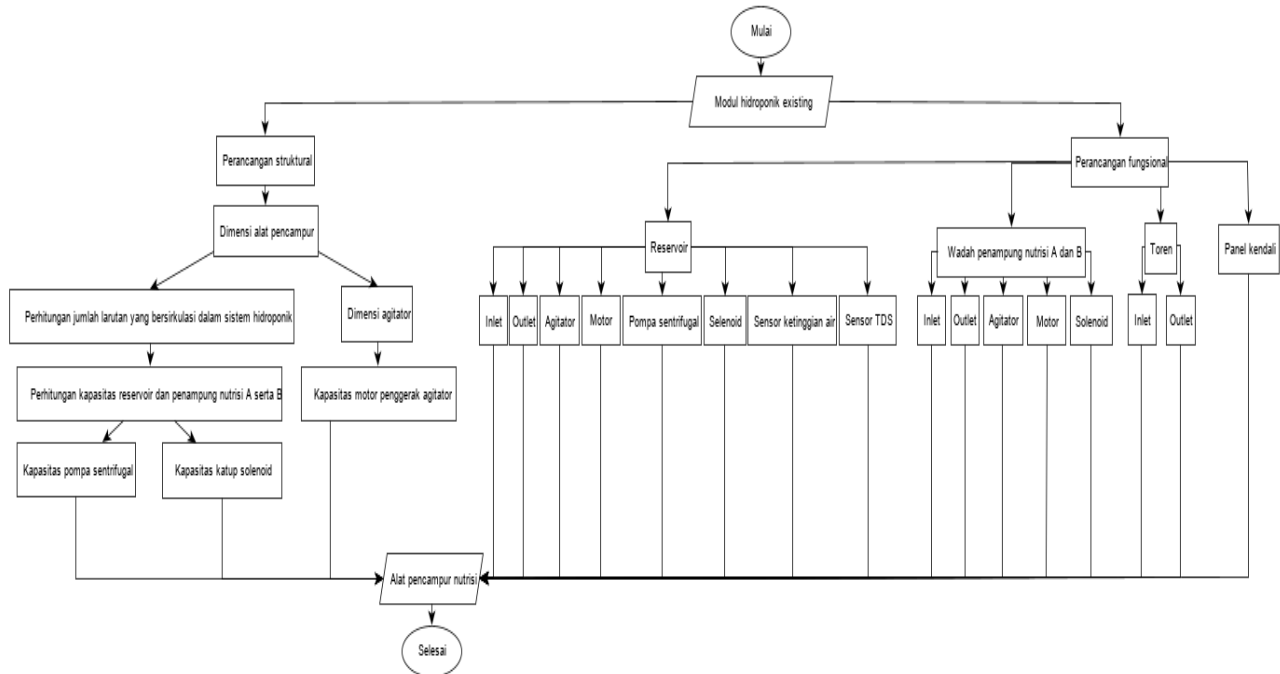 Mulai
Modul hidroponik existing
Perancangan struktural
Perancangan fungsional
Dimensi alat pencampur
Reservoir
Wadah penampung nutrisi A dan B
Toren
Panel kendali
Perhitungan jumlah larutan yang bersirkulasi dalam sistem hidroponik
Dimensi agitator
Inlet
Outlet
Agitator
Motor
Pompa sentrifugal
Selenoid
Sensor ketinggian air
Sensor TDS
Inlet
Outlet
Agitator
Motor
Solenoid
Inlet
Outlet
Perhitungan kapasitas reservoir dan penampung nutrisi A serta B
Kapasitas motor penggerak agitator
Kapasitas pompa sentrifugal
Kapasitas katup solenoid
Alat pencampur nutrisi
Selesai